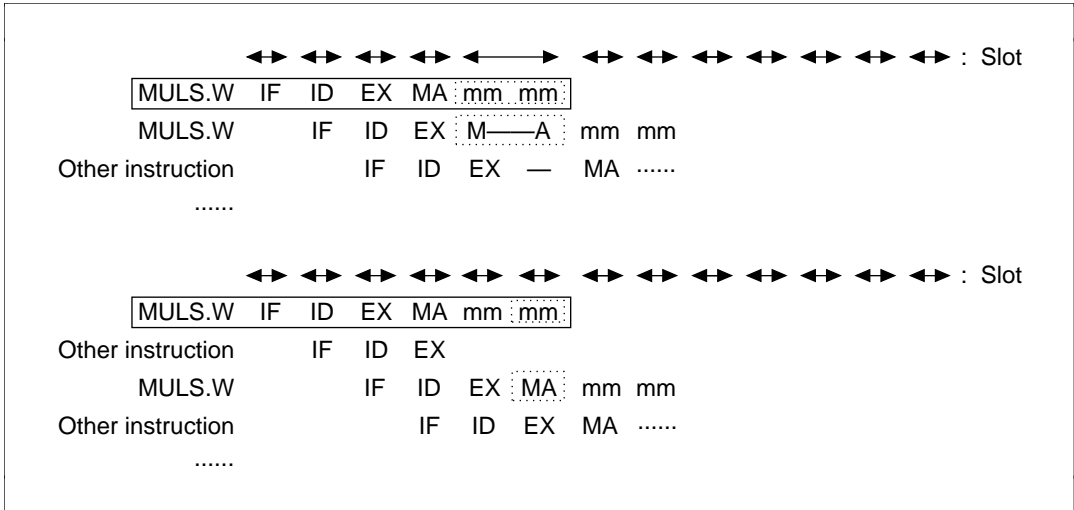 : Slot
MULS.W IF ID EX MA mm mm
MULS.W IF ID EX M——A mm mm
Other instruction IF ID EX — MA ······
......
: Slot
MULS.W IF ID EX MA mm mm
Other instruction IF ID EX
MULS.W IF ID EX MA mm mm
Other instruction IF ID EX MA ······
......